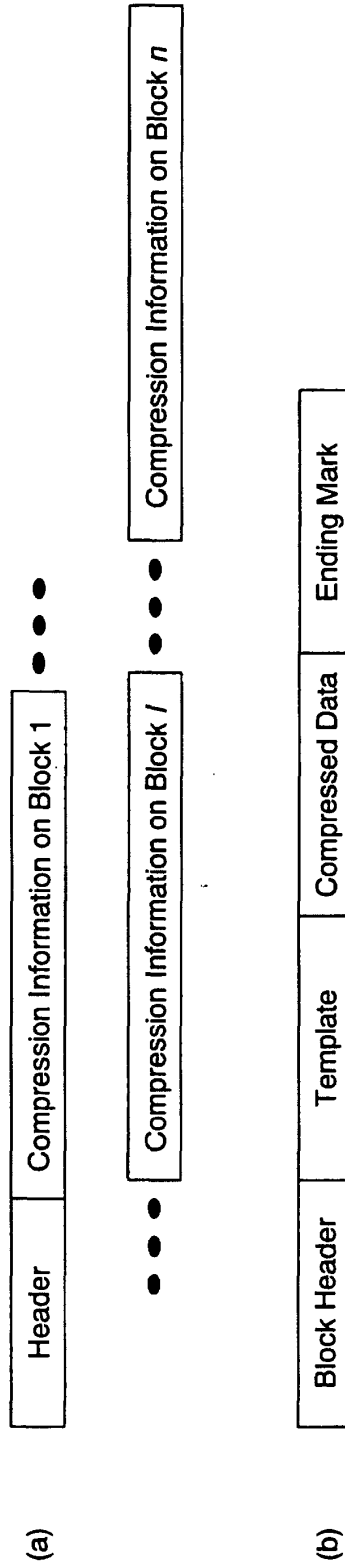 (a)
Header Compression Information on Block 1
Compression Information on Block I
Compression Information on Block n
(b)
Block Header Template Compressed Data Ending Mark